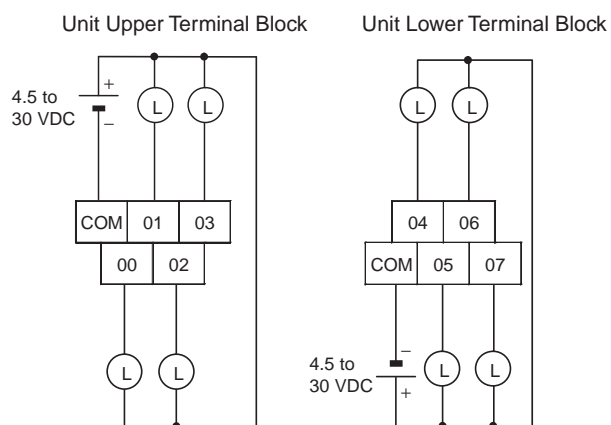 Unit Upper Terminal Block
Unit Lower Terminal Block
4.5 to
30 VDC
+
−
L
L
L
L
COM 01 03
00 02
04 06
COM 05 07
L
L
4.5 to
30 VDC
−
+
L
L